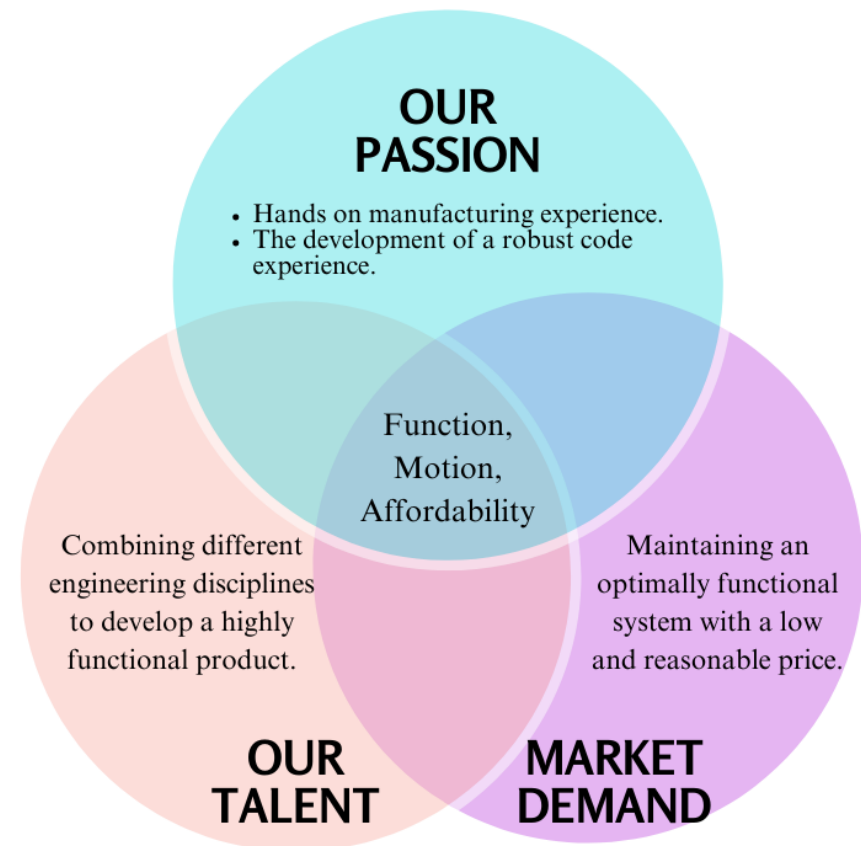 OUR
PASSION
• Hands on manufacturing experience.
• The development of a robust code
experience.
Function,
Motion,
Affordability
Combining different
engineering disciplines
to develop a highly
functional product.
Maintaining an
optimally functional
system with a low
and reasonable price.
OUR
TALENT
MARKET
DEMAND